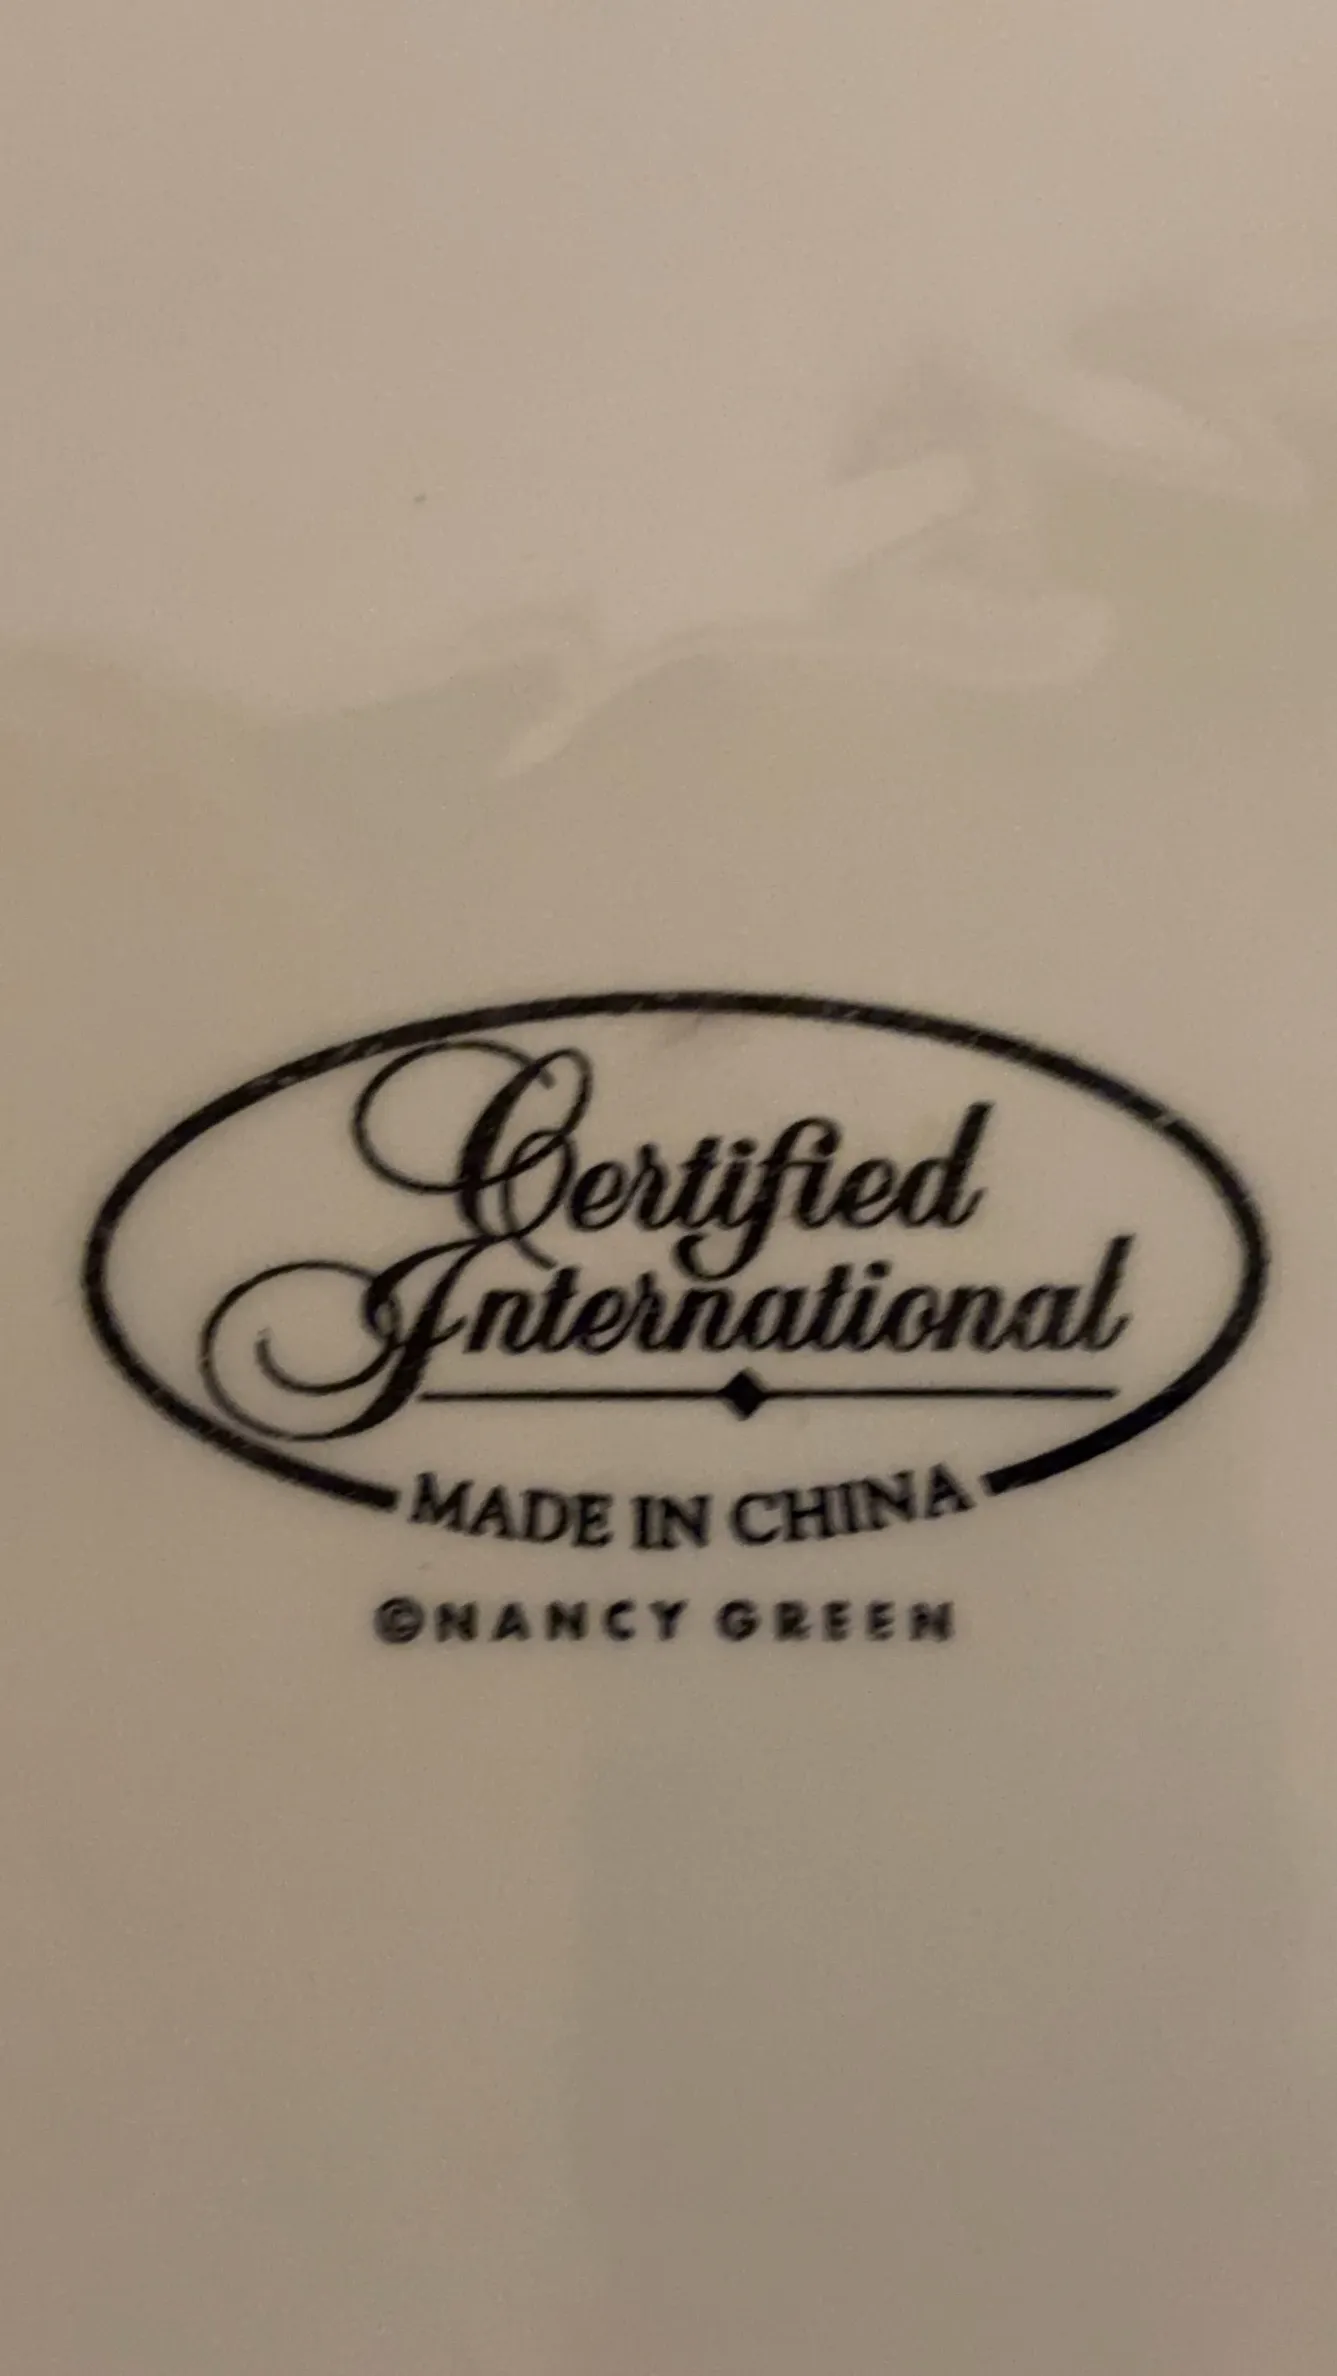 Certified
International
MADE IN CHINA
©NANCY GREEN